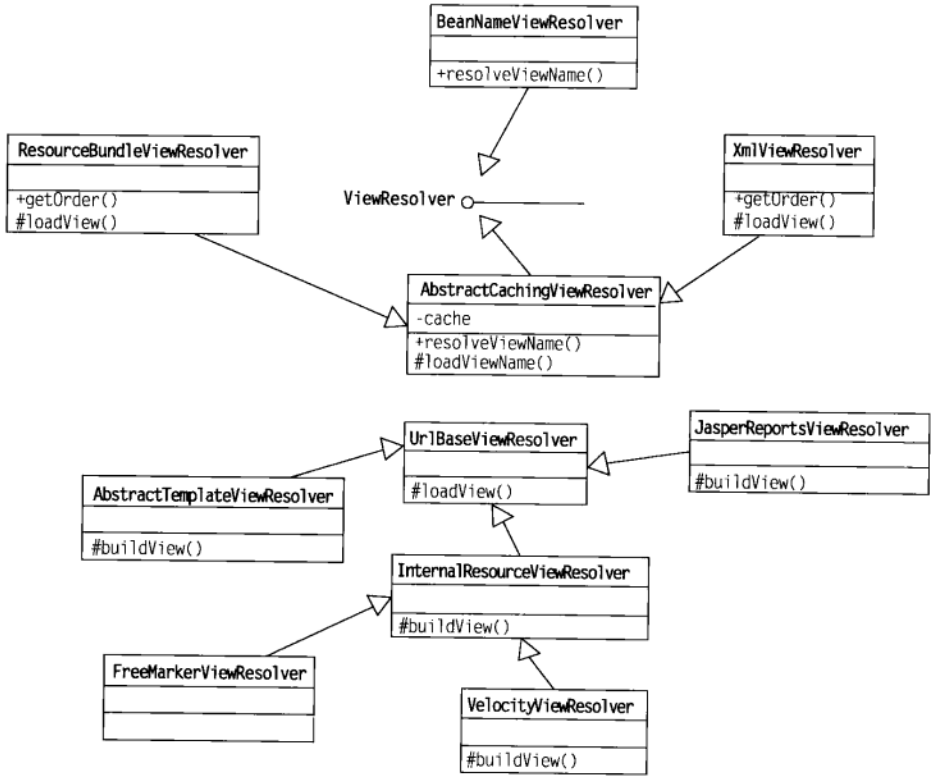 BeanNameViewResolver
+resolveViewName()
ResourceBundleViewResolver
+getOrder()
#loadView()
ViewResolver
XmlViewResolver
+getOrder()
#loadView()
AbstractCachingViewResolver
-cache
+resolveViewName()
#loadViewName()
UrlBaseViewResolver
#loadView()
JasperReportsViewResolver
#buildView()
AbstractTemplateViewResolver
#buildView()
InternalResourceViewResolver
#buildView()
FreeMarkerViewResolver
VelocityViewResolver
#buildView()